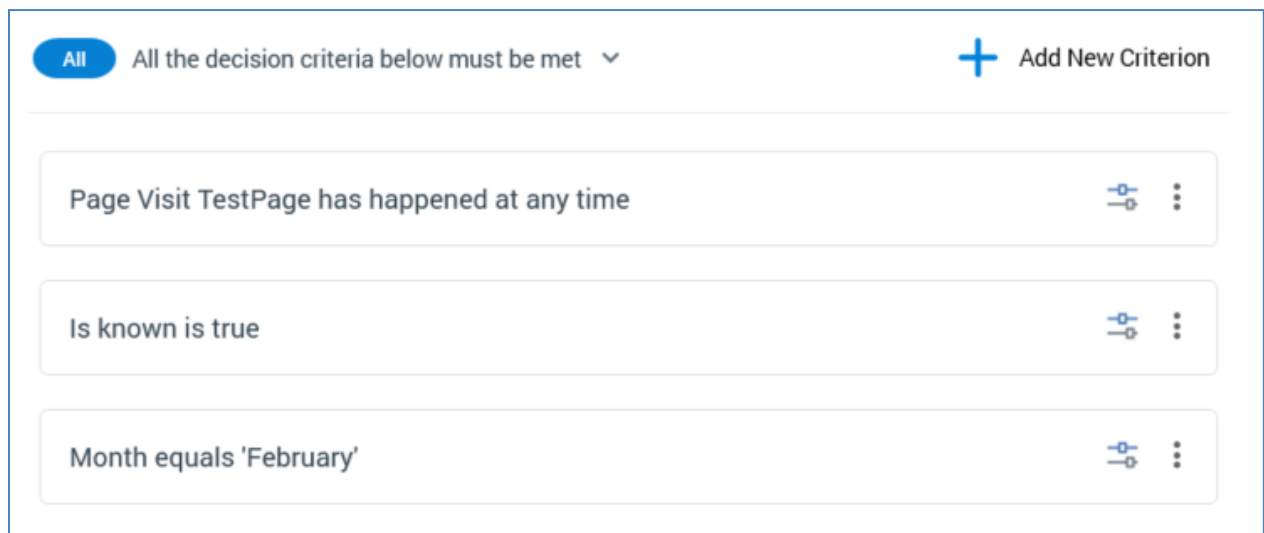 All All the decision criteria below must be met Add New Criterion
Page Visit TestPage has happened at any time
Is known is true
Month equals 'February'